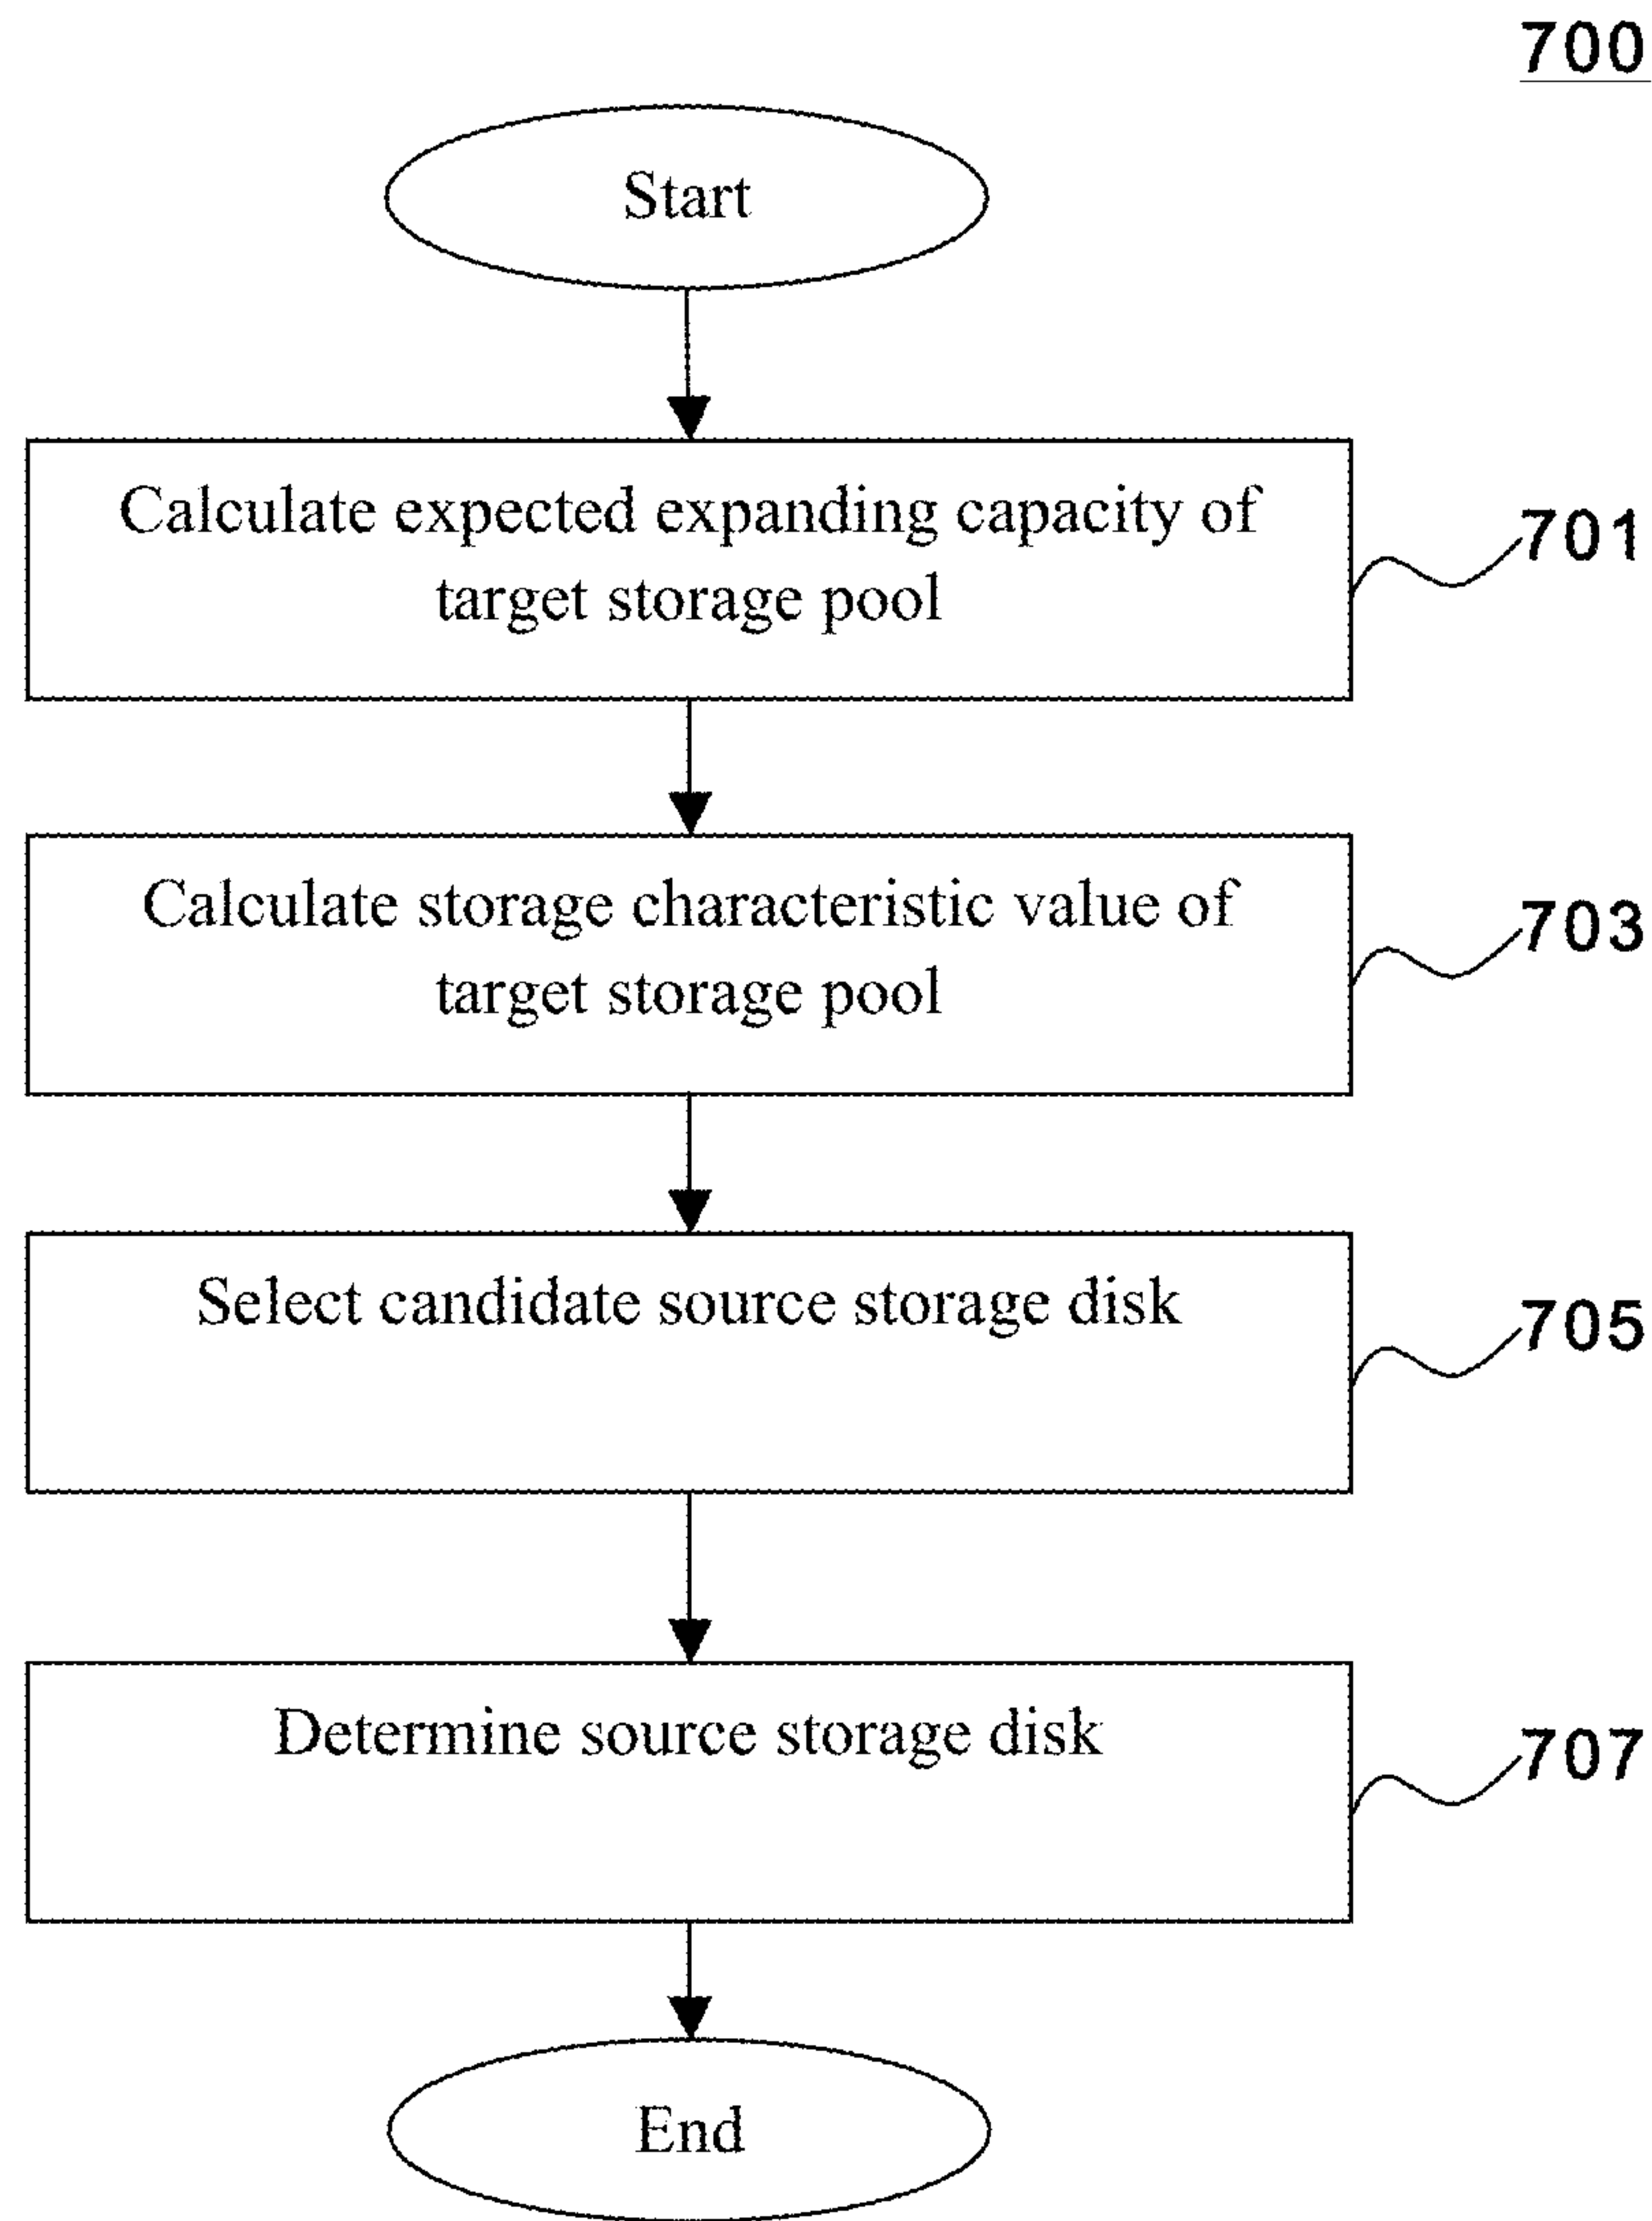 700
Start
Calculate expected expanding capacity of
target storage pool
701
Calculate storage characteristic value of
target storage pool
703
Select candidate source storage disk
705
Determine source storage disk
707
End